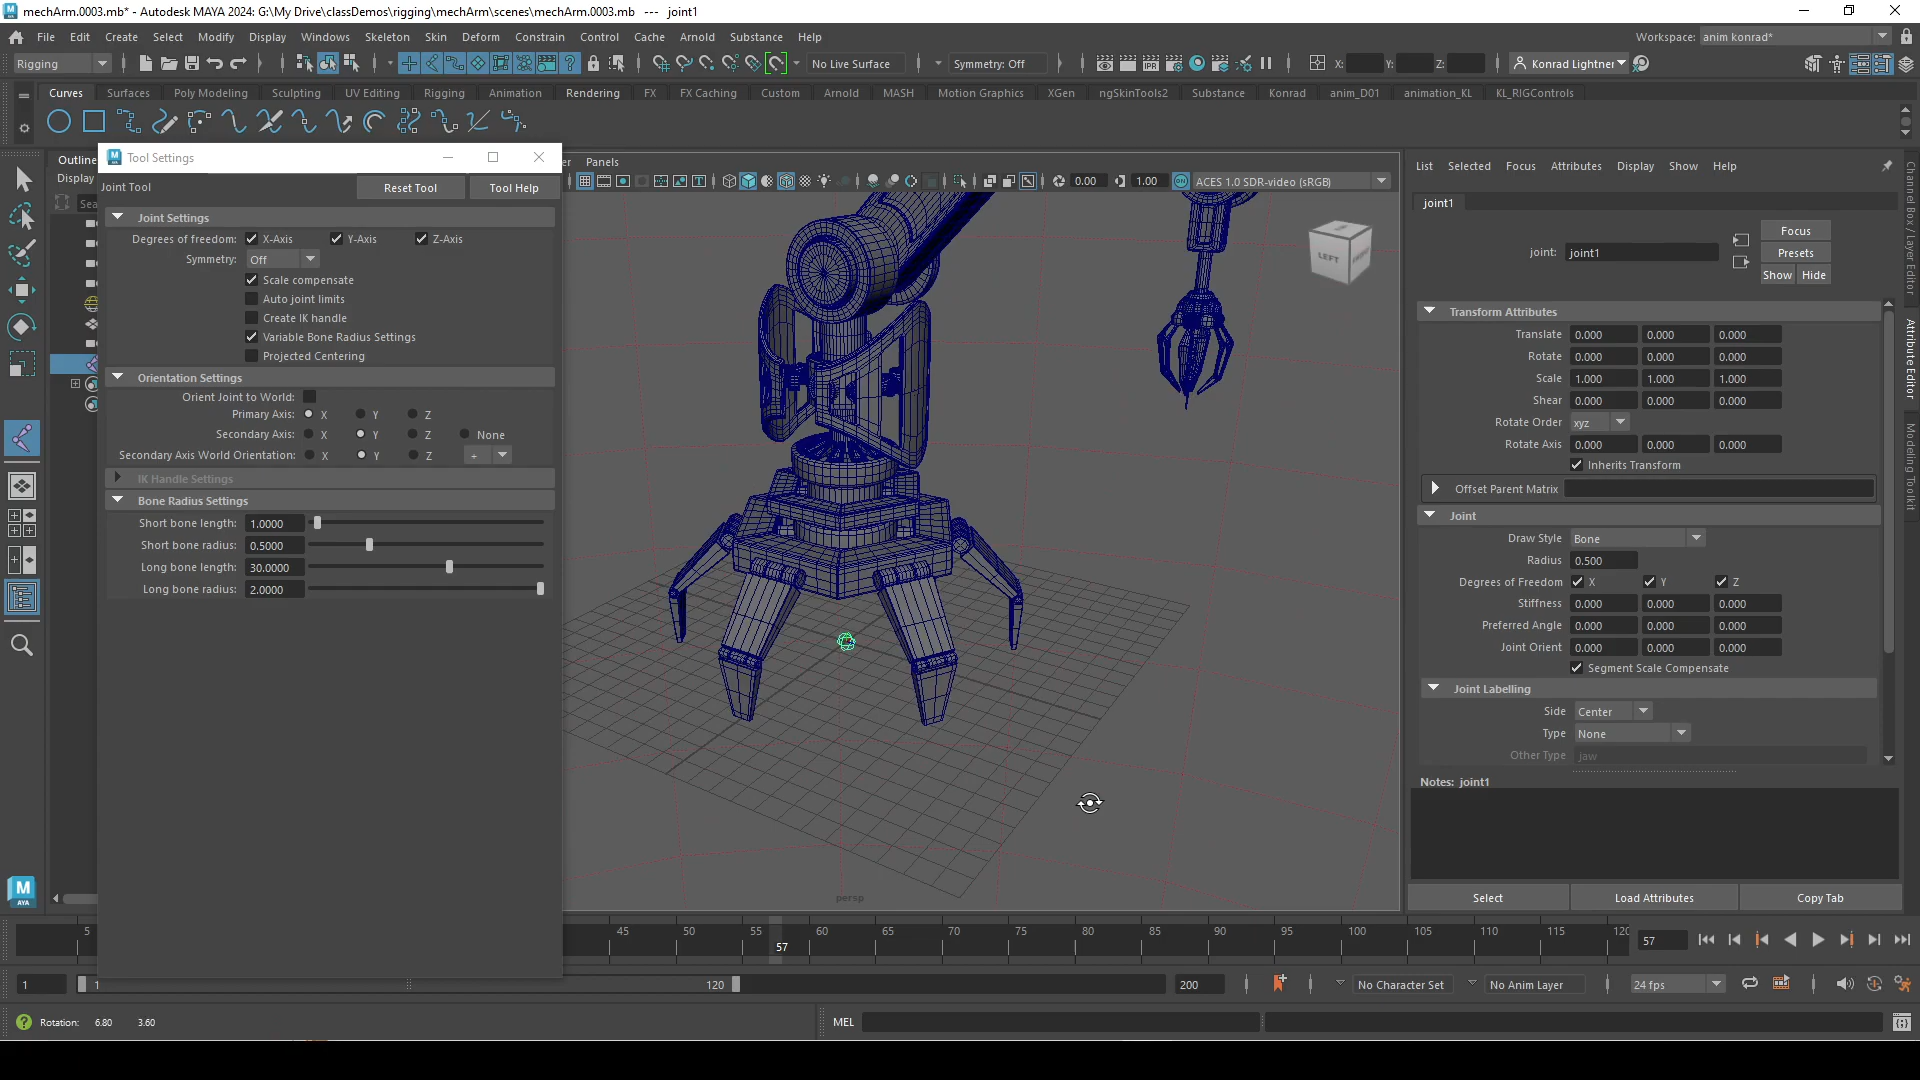 mechArm.0003.mb* - Autodesk MAYA 2024: G:\My Drive\classDemos\rigging\mechArm\scenes\mechArm.0003.mb --- joint1
File Edit Create Select Modify Display Windows Skeleton Skin Deform Constrain Control Cache Arnold Substance Help
Workspace: anim konrad*
Rigging
No Live Surface
Symmetry: Off
X: Y: Z:
Konrad Lightner
Curves Surfaces Poly Modeling Sculpting UV Editing Rigging Animation Rendering FX FX Caching Custom Arnold MASH Motion Graphics XGen ngSkinTools2 Substance Konrad anim_D01 animation_KL KL_RIGControls
Outline
Display
Sea
Tool Settings
Joint Tool
Reset Tool
Tool Help
Joint Settings
Degrees of freedom: X-Axis Y-Axis Z-Axis
Symmetry: Off
Scale compensate
Auto joint limits
Create IK handle
Variable Bone Radius Settings
Projected Centering
Orientation Settings
Orient Joint to World:
Primary Axis: X Y Z
Secondary Axis: X Y Z None
Secondary Axis World Orientation: X Y Z +
IK Handle Settings
Bone Radius Settings
Short bone length: 1.0000
Short bone radius: 0.5000
Long bone length: 30.0000
Long bone radius: 2.0000
er Panels
0.00 1.00 ACES 1.0 SDR-video (sRGB)
LEFT
persp
List Selected Focus Attributes Display Show Help
joint1
joint: joint1
Focus
Presets
Show Hide
Transform Attributes
Translate 0.000 0.000 0.000
Rotate 0.000 0.000 0.000
Scale 1.000 1.000 1.000
Shear 0.000 0.000 0.000
Rotate Order xyz
Rotate Axis 0.000 0.000 0.000
Inherits Transform
Offset Parent Matrix
Joint
Draw Style Bone
Radius 0.500
Degrees of Freedom X Y Z
Stiffness 0.000 0.000 0.000
Preferred Angle 0.000 0.000 0.000
Joint Orient 0.000 0.000 0.000
Segment Scale Compensate
Joint Labelling
Side Center
Type None
Other Type jaw
Notes: joint1
Select Load Attributes Copy Tab
Channel Box / Layer Editor
Attribute Editor
Modeling Toolkit
5 45 50 55 57 60 65 70 75 80 85 90 95 100 105 110 115 120
57
1 1 120 200
No Character Set
No Anim Layer
24 fps
Rotation: 6.80 3.60
MEL
M
AYA